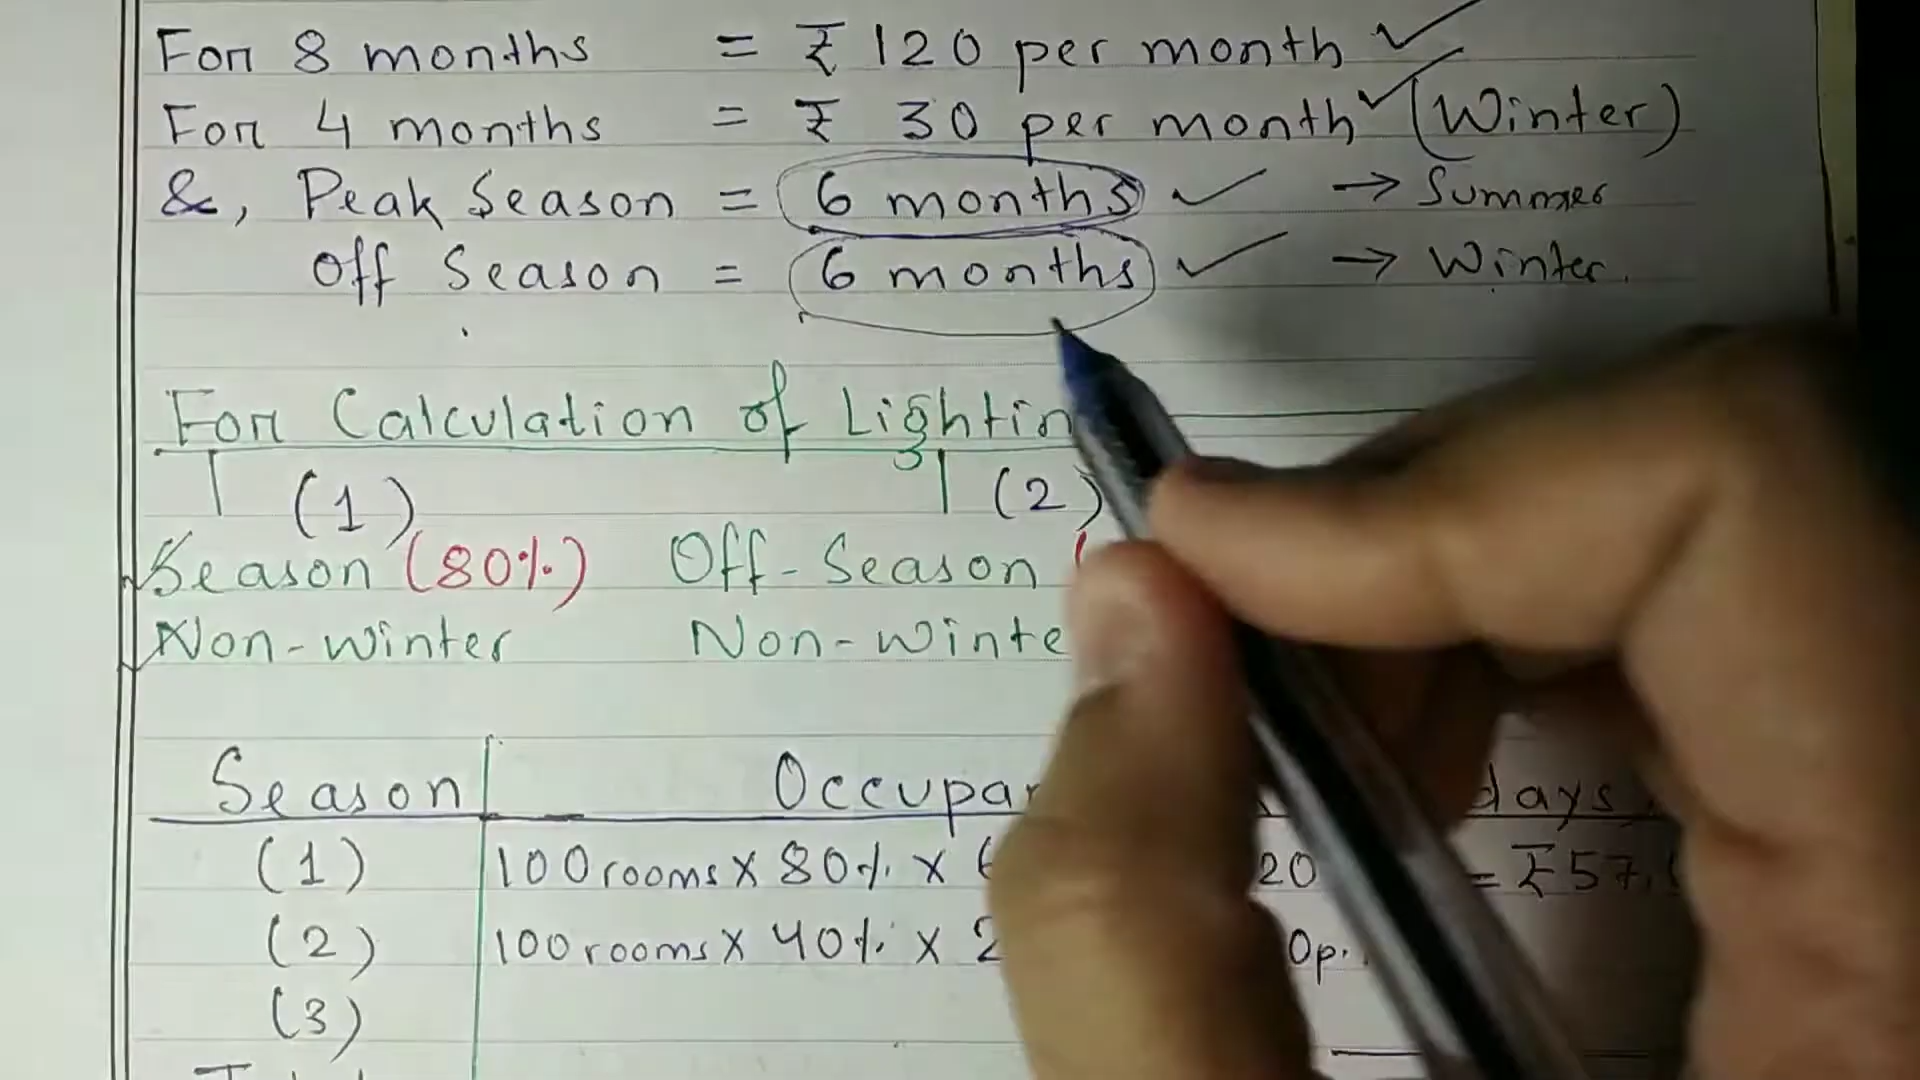 For 8 months = ₹ 120 per month ✓
For 4 months = ₹ 30 per month ✓ (Winter)
&, Peak Season = 6 months ✓ → Summer
Off Season = 6 months ✓ → Winter.
For Calculation of Lightin
(1) (2)
Season (80%) Off-Season (
Non-winter Non-winte
Season Occupan days
(1) 100 rooms x 80% x 6 20 = ₹57,
(2) 100 rooms x 40% x 2 0p.
(3)